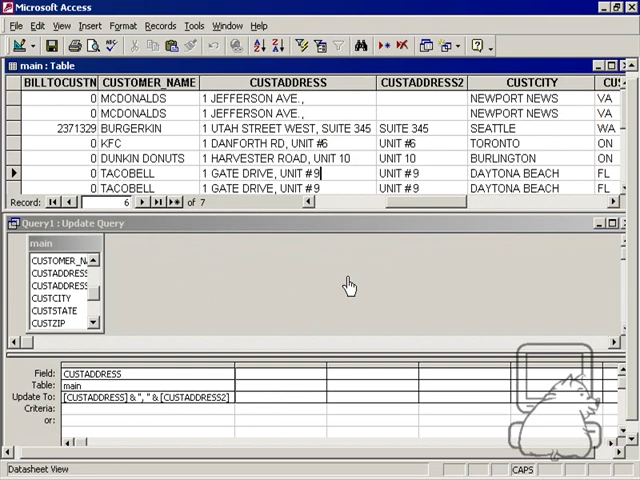 Microsoft Access
File Edit View Insert Format Records Tools Window Help
main : Table
BILLTOCUSTN CUSTOMER_NAME CUSTADDRESS CUSTADDRESS2 CUSTCITY CUS
0 MCDONALDS 1 JEFFERSON AVE., NEWPORT NEWS VA
0 MCDONALDS 1 JEFFERSON AVE., NEWPORT NEWS VA
2371329 BURGERKIN 1 UTAH STREET WEST, SUITE 345 SUITE 345 SEATTLE WA
0 KFC 1 DANFORTH RD, UNIT #6 UNIT #6 TORONTO ON
0 DUNKIN DONUTS 1 HARVESTER ROAD, UNIT 10 UNIT 10 BURLINGTON ON
0 TACOBELL 1 GATE DRIVE, UNIT #9 UNIT #9 DAYTONA BEACH FL
0 TACOBELL 1 GATE DRIVE, UNIT #9 UNIT #9 DAYTONA BEACH FL
Record: 6 of 7
Query1 : Update Query
main
CUSTOMER_NA
CUSTADDRESS
CUSTADDRESS
CUSTCITY
CUSTSTATE
CUSTZIP
Field: CUSTADDRESS
Table: main
Update To: [CUSTADDRESS] & ", " & [CUSTADDRESS2]
Criteria:
or:
Datasheet View CAPS